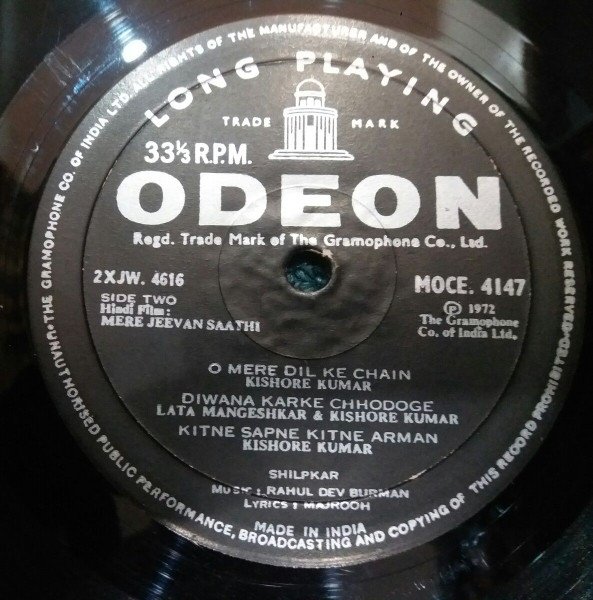 UNAUTHORISED PUBLIC PERFORMANCE, BROADCASTING AND COPYING OF THIS RECORD PROHIBITED·THE GRAMOPHONE CO. OF INDIA LTD. ALL RIGHTS OF THE MANUFACTURER AND OF THE OWNER OF THE RECORDED WORK RESERVED·
LONG PLAYING
TRADE MARK
33⅓ R.P.M.
ODEON
Regd. Trade Mark of The Gramophone Co., Ltd.
2XJW. 4616 MOCE. 4147
SIDE TWO
Hindi Film:
MERE JEEVAN SAATHI
℗ 1972
The Gramophone
Co. of India Ltd.
O MERE DIL KE CHAIN
KISHORE KUMAR
DIWANA KARKE CHHODOGE
LATA MANGESHKAR & KISHORE KUMAR
KITNE SAPNE KITNE ARMAN
KISHORE KUMAR
SHILPKAR
MUSIC : RAHUL DEV BURMAN
LYRICS : MAJROOH
MADE IN INDIA